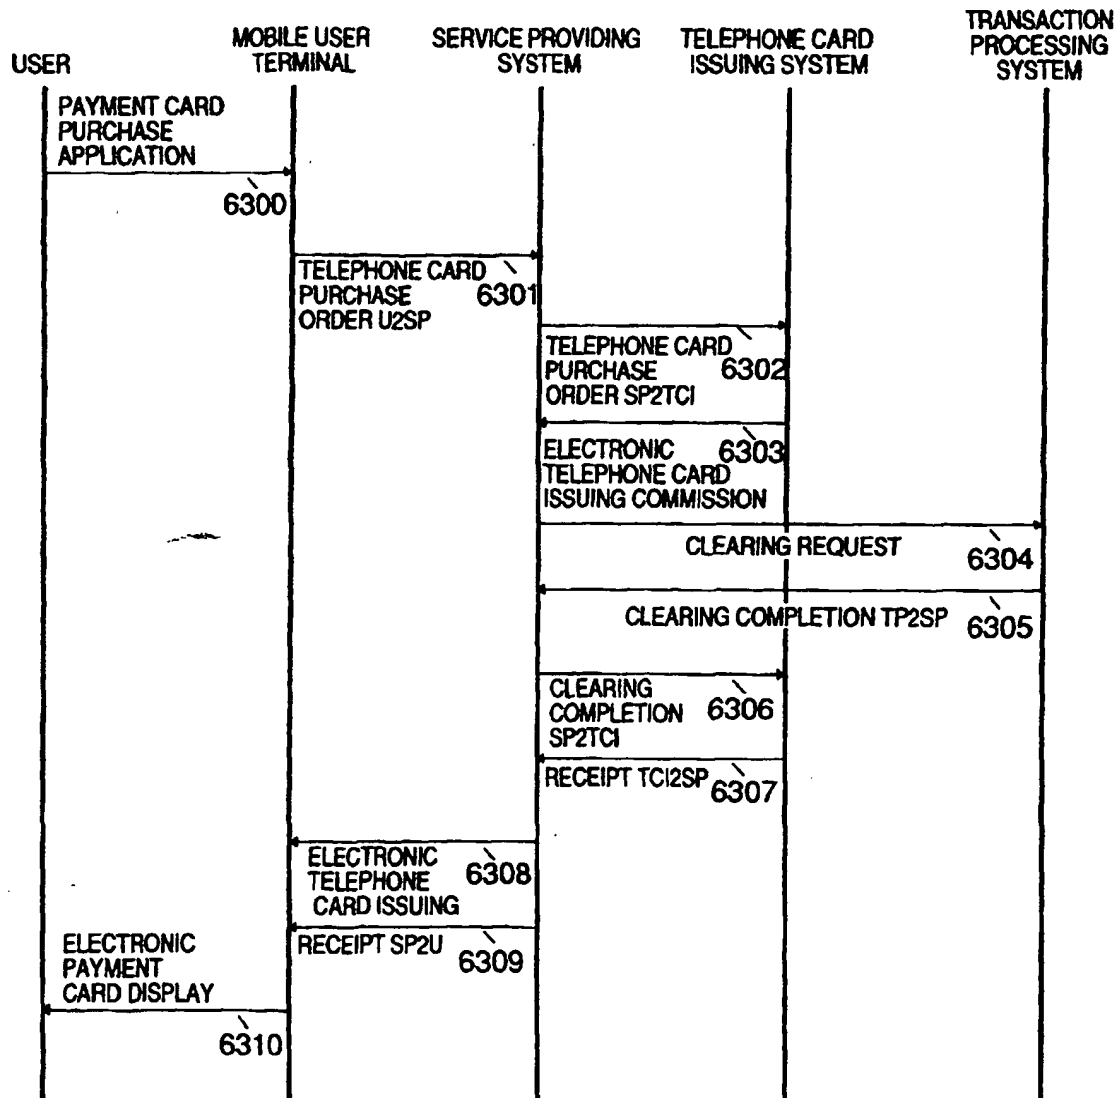 TRANSACTION
PROCESSING
SYSTEM
MOBILE USER
TERMINAL
SERVICE PROVIDING
SYSTEM
TELEPHONE CARD
ISSUING SYSTEM
USER
PAYMENT CARD
PURCHASE
APPLICATION
6300
TELEPHONE CARD
PURCHASE
ORDER U2SP
6301
TELEPHONE CARD
PURCHASE
ORDER SP2TCI
6302
ELECTRONIC
TELEPHONE CARD
ISSUING COMMISSION
6303
CLEARING REQUEST
6304
CLEARING COMPLETION TP2SP
6305
CLEARING
COMPLETION
SP2TCI
6306
RECEIPT TCI2SP
6307
ELECTRONIC
TELEPHONE
CARD ISSUING
6308
RECEIPT SP2U
6309
ELECTRONIC
PAYMENT
CARD DISPLAY
6310